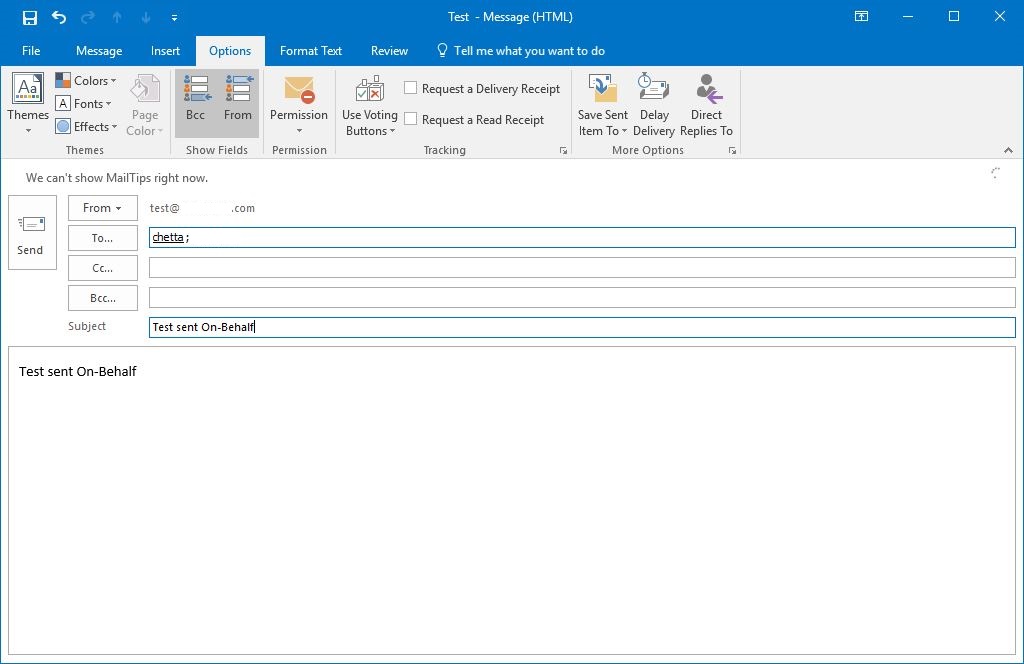 Test - Message (HTML)
File Message Insert Options Format Text Review Tell me what you want to do
Aa
Themes
Colors
A Fonts
Effects
Page
Color
Themes
Bcc From
Show Fields
Permission
Permission
Use Voting
Buttons
Request a Delivery Receipt
Request a Read Receipt
Tracking
Save Sent
Item To
Delay
Delivery
Direct
Replies To
More Options
We can't show MailTips right now.
Send
From test@ .com
To... chetta;
Cc...
Bcc...
Subject Test sent On-Behalf
Test sent On-Behalf